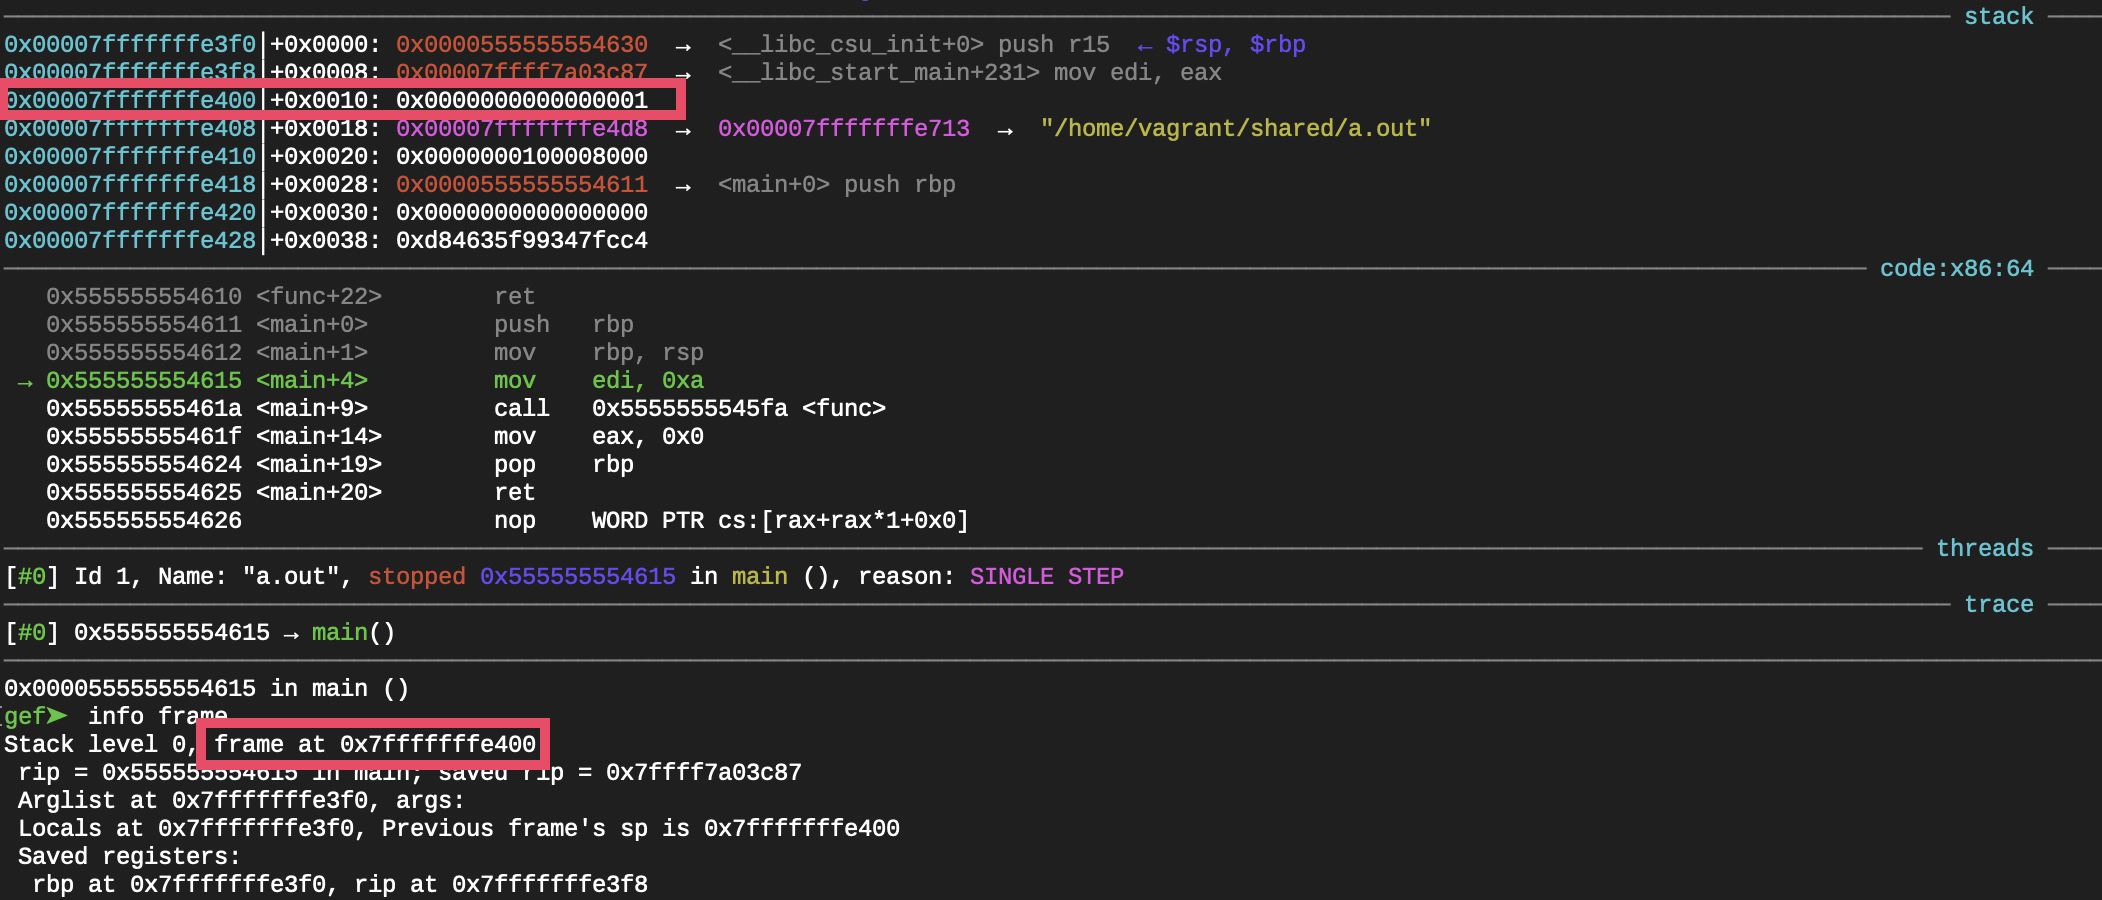 stack
0x00007fffffffe3f0│+0x0000: 0x0000555555554630 → <__libc_csu_init+0> push r15 ← $rsp, $rbp
0x00007fffffffe3f8│+0x0008: 0x00007ffff7a03c87 → <__libc_start_main+231> mov edi, eax
0x00007fffffffe400│+0x0010: 0x0000000000000001
0x00007fffffffe408│+0x0018: 0x00007fffffffe4d8 → 0x00007fffffffe713 → "/home/vagrant/shared/a.out"
0x00007fffffffe410│+0x0020: 0x0000000100008000
0x00007fffffffe418│+0x0028: 0x0000555555554611 → <main+0> push rbp
0x00007fffffffe420│+0x0030: 0x0000000000000000
0x00007fffffffe428│+0x0038: 0xd84635f99347fcc4
code:x86:64
0x555555554610 <func+22> ret
0x555555554611 <main+0> push rbp
0x555555554612 <main+1> mov rbp, rsp
→ 0x555555554615 <main+4> mov edi, 0xa
0x55555555461a <main+9> call 0x5555555545fa <func>
0x55555555461f <main+14> mov eax, 0x0
0x555555554624 <main+19> pop rbp
0x555555554625 <main+20> ret
0x555555554626 nop WORD PTR cs:[rax+rax*1+0x0]
threads
[#0] Id 1, Name: "a.out", stopped 0x555555554615 in main (), reason: SINGLE STEP
trace
[#0] 0x555555554615 → main()
0x0000555555554615 in main ()
gef➤ info frame
Stack level 0, frame at 0x7fffffffe400
rip = 0x555555554615 in main; saved rip = 0x7ffff7a03c87
Arglist at 0x7fffffffe3f0, args:
Locals at 0x7fffffffe3f0, Previous frame's sp is 0x7fffffffe400
Saved registers:
rbp at 0x7fffffffe3f0, rip at 0x7fffffffe3f8